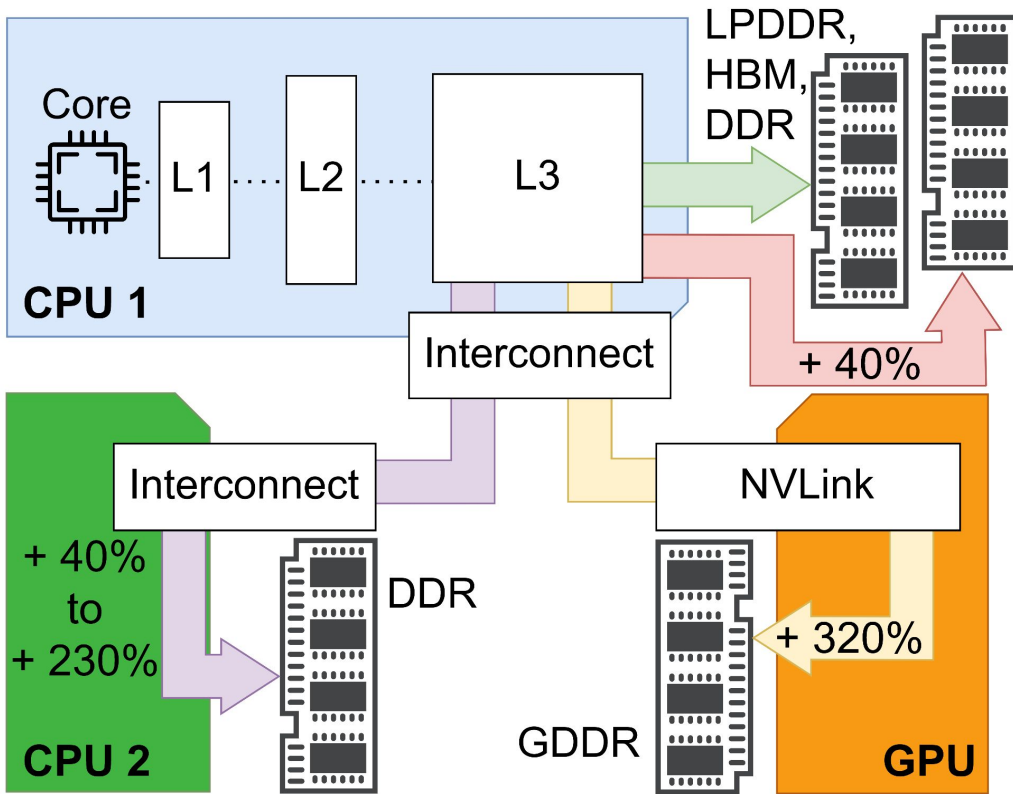 LPDDR,
HBM,
DDR
Core
L1
L2
L3
CPU 1
+ 40%
Interconnect
Interconnect
NVLink
+ 40%
to
+ 230%
DDR
+ 320%
GDDR
CPU 2
GPU